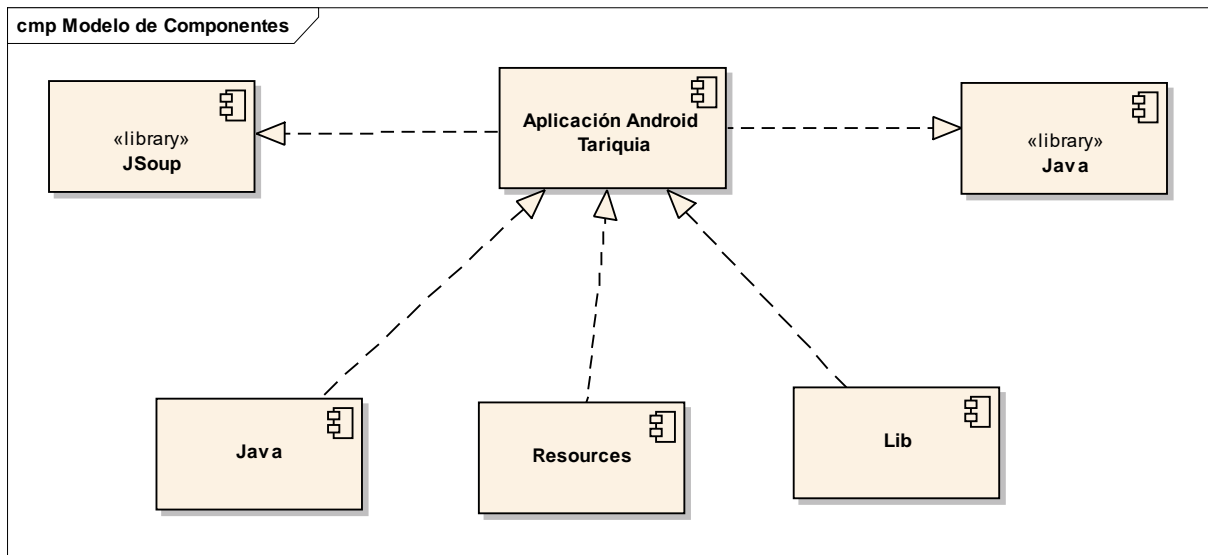 cmp Modelo de Componentes
«library»
JSoup
Aplicación Android
Tariquia
«library»
Java
Java
Resources
Lib